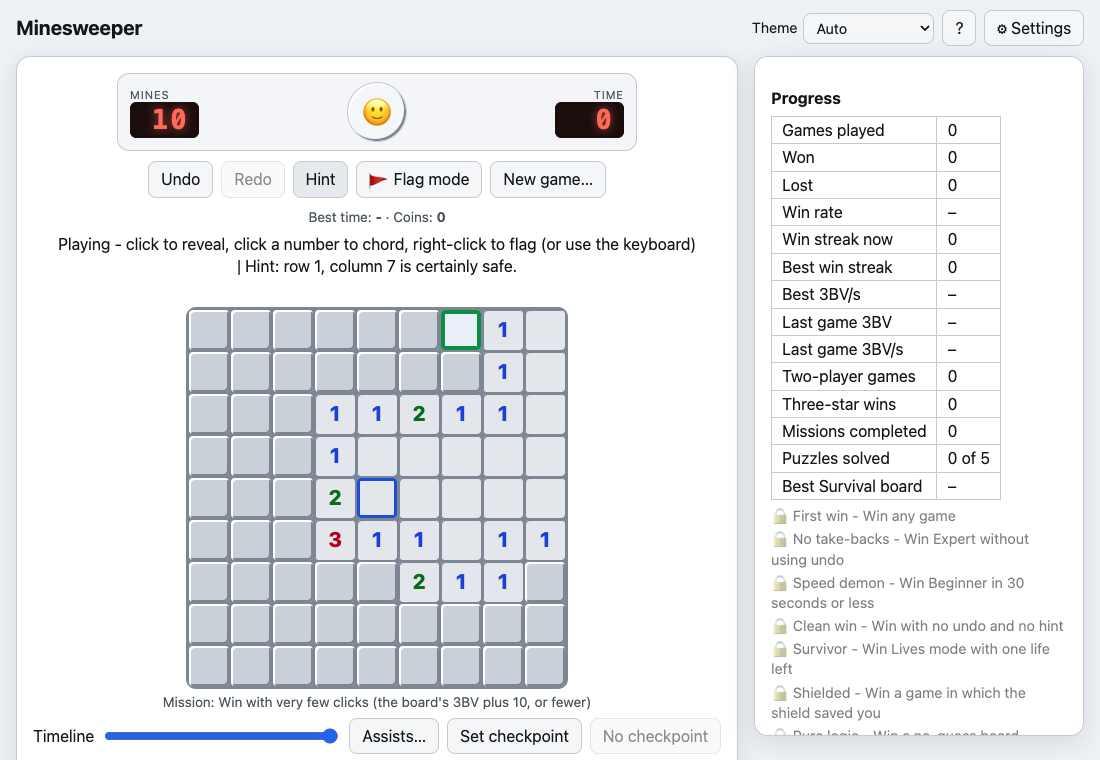 Minesweeper
Theme Auto ? ⚙ Settings
MINES
10
🙂
TIME
0
Undo Redo Hint Flag mode New game...
Best time: - · Coins: 0
Playing - click to reveal, click a number to chord, right-click to flag (or use the keyboard)
| Hint: row 1, column 7 is certainly safe.
1
1
1 1 2 1 1
1
2
3 1 1 1 1
2 1 1
Mission: Win with very few clicks (the board's 3BV plus 10, or fewer)
Timeline Assists... Set checkpoint No checkpoint
Progress
Games played 0
Won 0
Lost 0
Win rate –
Win streak now 0
Best win streak 0
Best 3BV/s –
Last game 3BV –
Last game 3BV/s –
Two-player games 0
Three-star wins 0
Missions completed 0
Puzzles solved 0 of 5
Best Survival board –
🔒 First win - Win any game
🔒 No take-backs - Win Expert without
using undo
🔒 Speed demon - Win Beginner in 30
seconds or less
🔒 Clean win - Win with no undo and no hint
🔒 Survivor - Win Lives mode with one life
left
🔒 Shielded - Win a game in which the
shield saved you